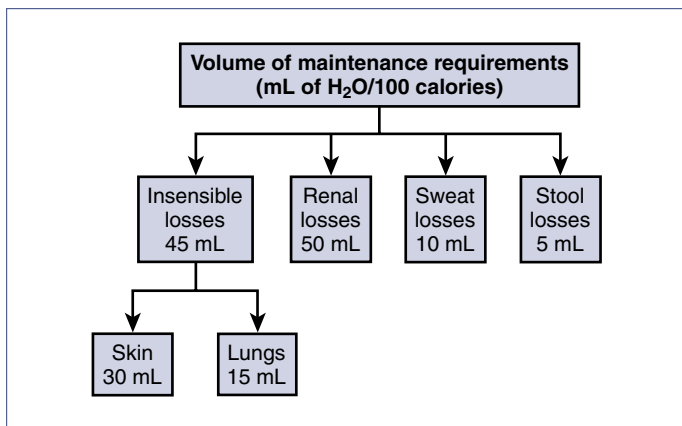 Volume of maintenance requirements
(mL of H₂O/100 calories)
Insensible
losses
45 mL
Renal
losses
50 mL
Sweat
losses
10 mL
Stool
losses
5 mL
Skin
30 mL
Lungs
15 mL